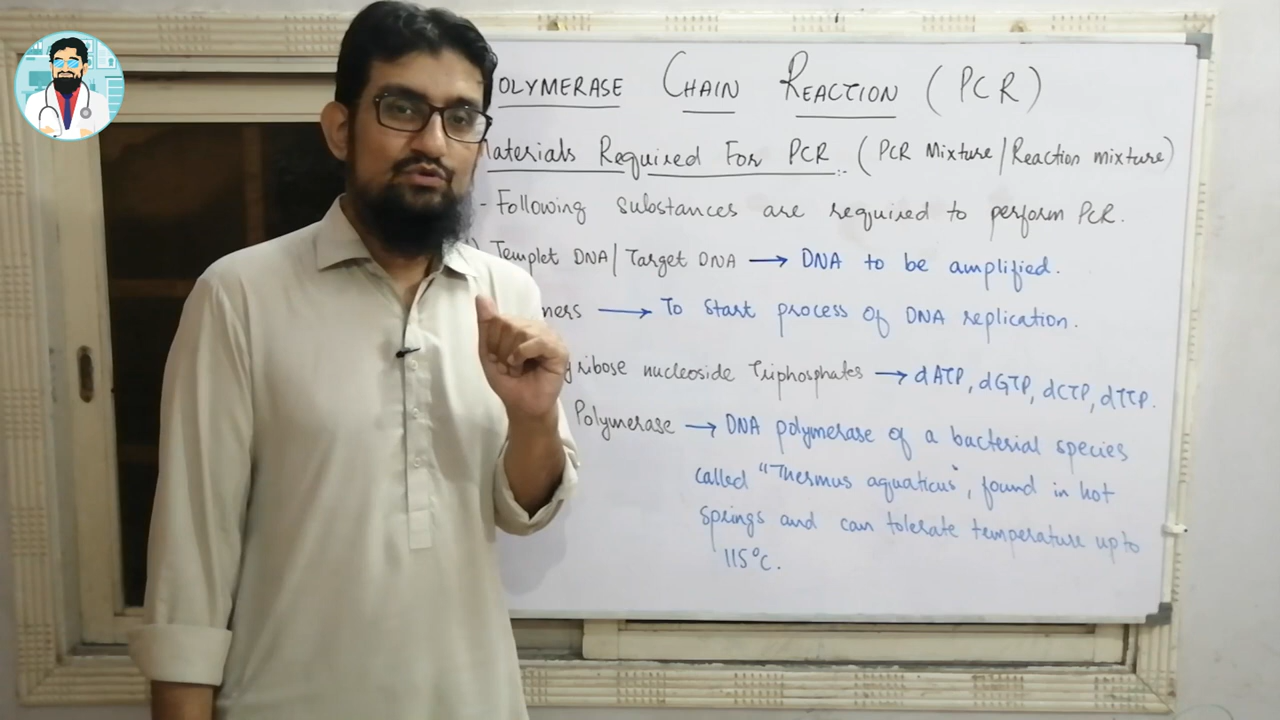 OLYMERASE CHAIN REACTION (PCR)
Materials Required For PCR (PCR Mixture/Reaction mixture)
- Following substances are required to perform PCR.
) Templet DNA/Target DNA → DNA to be amplified.
mers → To start process of DNA replication.
yribose nucleoside Triphosphates → dATP, dGTP, dCTP, dTTP.
Polymerase → DNA polymerase of a bacterial species
called "Thermus aquaticus", found in hot
springs and can tolerate temperature up to
115°C.